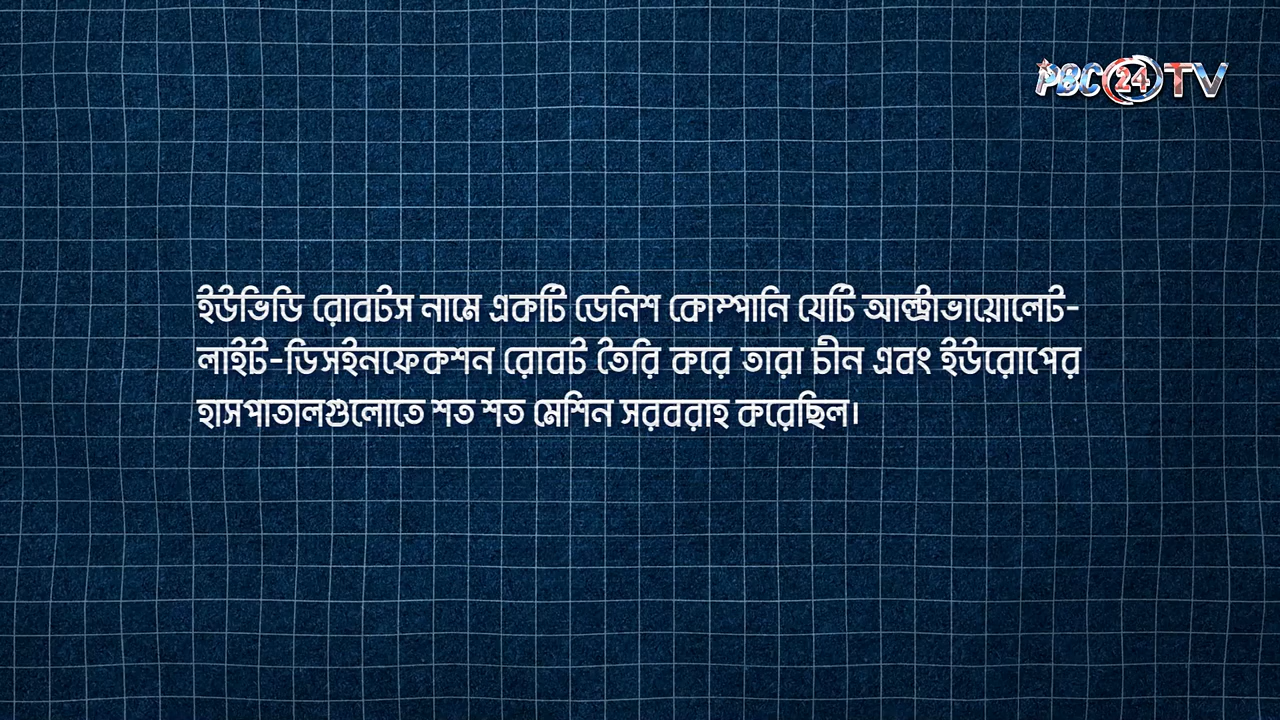 PBC 24 TV
ইউভিডি রোবটস নামে একটি ডেনিশ কোম্পানি যেটি আল্ট্রাভায়োলেট-
লাইট-ডিসইনফেকশন রোবট তৈরি করে তারা চীন এবং ইউরোপের
হাসপাতালগুলোতে শত শত মেশিন সরবরাহ করেছিল।